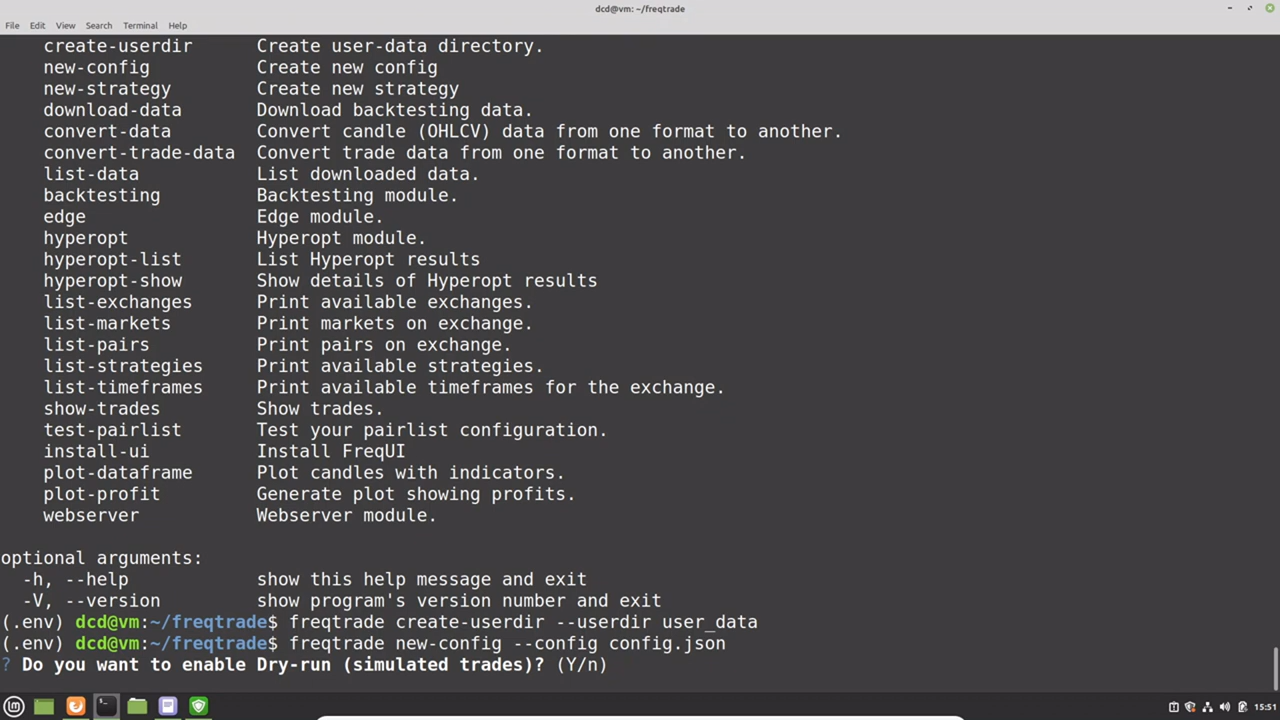 dcd@vm: ~/freqtrade
File Edit View Search Terminal Help
create-userdir Create user-data directory.
new-config Create new config
new-strategy Create new strategy
download-data Download backtesting data.
convert-data Convert candle (OHLCV) data from one format to another.
convert-trade-data Convert trade data from one format to another.
list-data List downloaded data.
backtesting Backtesting module.
edge Edge module.
hyperopt Hyperopt module.
hyperopt-list List Hyperopt results
hyperopt-show Show details of Hyperopt results
list-exchanges Print available exchanges.
list-markets Print markets on exchange.
list-pairs Print pairs on exchange.
list-strategies Print available strategies.
list-timeframes Print available timeframes for the exchange.
show-trades Show trades.
test-pairlist Test your pairlist configuration.
install-ui Install FreqUI
plot-dataframe Plot candles with indicators.
plot-profit Generate plot showing profits.
webserver Webserver module.
optional arguments:
-h, --help show this help message and exit
-V, --version show program's version number and exit
(.env) dcd@vm:~/freqtrade$ freqtrade create-userdir --userdir user_data
(.env) dcd@vm:~/freqtrade$ freqtrade new-config --config config.json
? Do you want to enable Dry-run (simulated trades)? (Y/n)
15:51